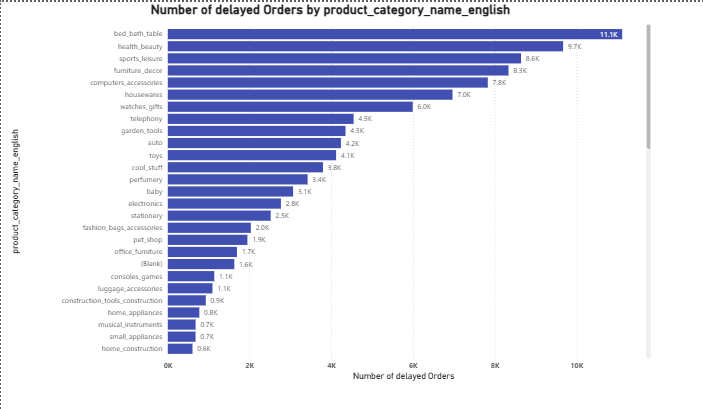 Number of delayed Orders by product_category_name_english
product_category_name_english
bed_bath_table 11.1K
health_beauty 9.7K
sports_leisure 8.6K
furniture_decor 8.3K
computers_accessories 7.8K
housewares 7.0K
watches_gifts 6.0K
telephony 4.5K
garden_tools 4.3K
auto 4.2K
toys 4.1K
cool_stuff 3.8K
perfumery 3.4K
baby 3.1K
electronics 2.8K
stationery 2.5K
fashion_bags_accessories 2.0K
pet_shop 1.9K
office_furniture 1.7K
(Blank) 1.6K
consoles_games 1.1K
luggage_accessories 1.1K
construction_tools_construction 0.9K
home_appliances 0.8K
musical_instruments 0.7K
small_appliances 0.7K
home_construction 0.6K
0K 2K 4K 6K 8K 10K
Number of delayed Orders